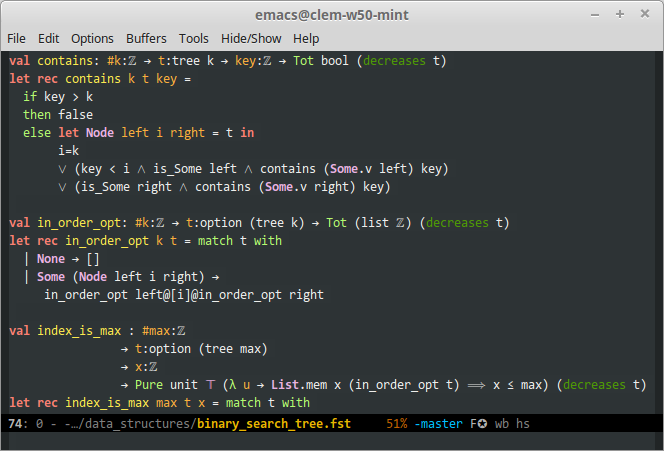 emacs@clem-w50-mint
File Edit Options Buffers Tools Hide/Show Help
val contains: #k:ℤ → t:tree k → key:ℤ → Tot bool (decreases t)
let rec contains k t key =
  if key > k
  then false
  else let Node left i right = t in
       i=k
       ∨ (key < i ∧ is_Some left ∧ contains (Some.v left) key)
       ∨ (is_Some right ∧ contains (Some.v right) key)

val in_order_opt: #k:ℤ → t:option (tree k) → Tot (list ℤ) (decreases t)
let rec in_order_opt k t = match t with
  | None → []
  | Some (Node left i right) →
     in_order_opt left@[i]@in_order_opt right

val index_is_max : #max:ℤ
                → t:option (tree max)
                → x:ℤ
                → Pure unit ⊤ (λ u → List.mem x (in_order_opt t) ⟹ x ≤ max) (decreases t)
let rec index_is_max max t x = match t with
74: 0 - -…/data_structures/binary_search_tree.fst 51% -master F✪ wb hs